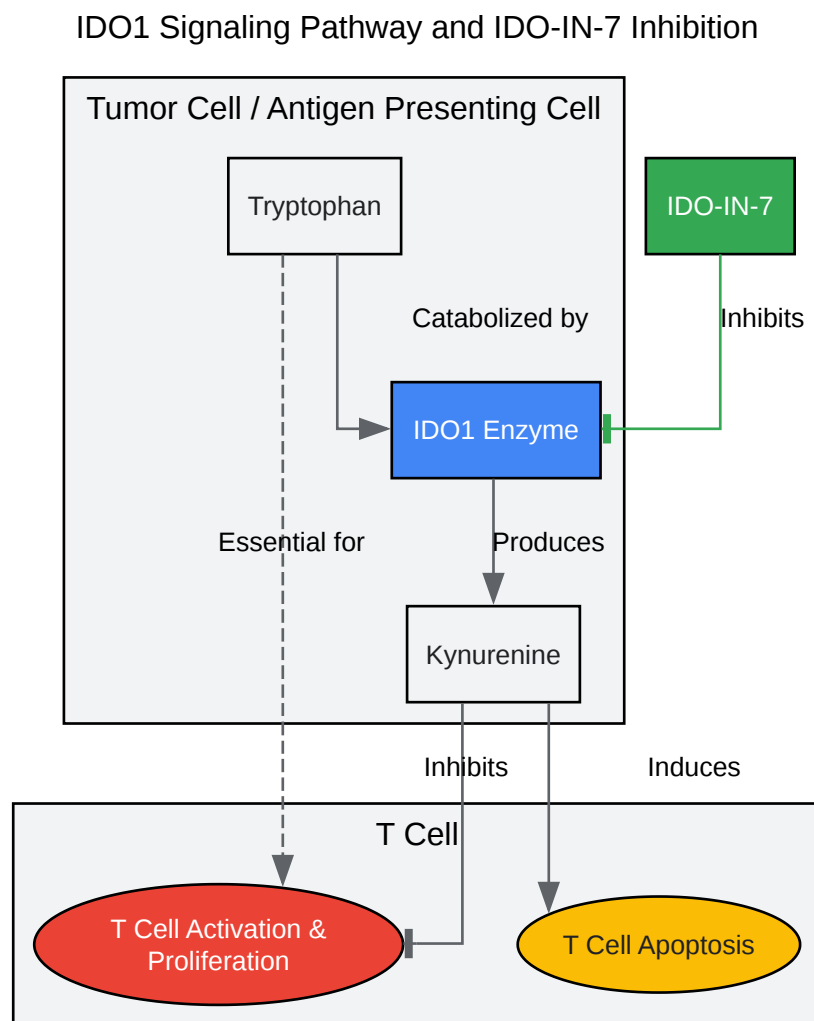 IDO1 Signaling Pathway and IDO-IN-7 Inhibition
Tumor Cell / Antigen Presenting Cell
Tryptophan
IDO-IN-7
Catabolized by
Inhibits
IDO1 Enzyme
Essential for
Produces
Kynurenine
Inhibits
Induces
T Cell
T Cell Activation &
Proliferation
T Cell Apoptosis